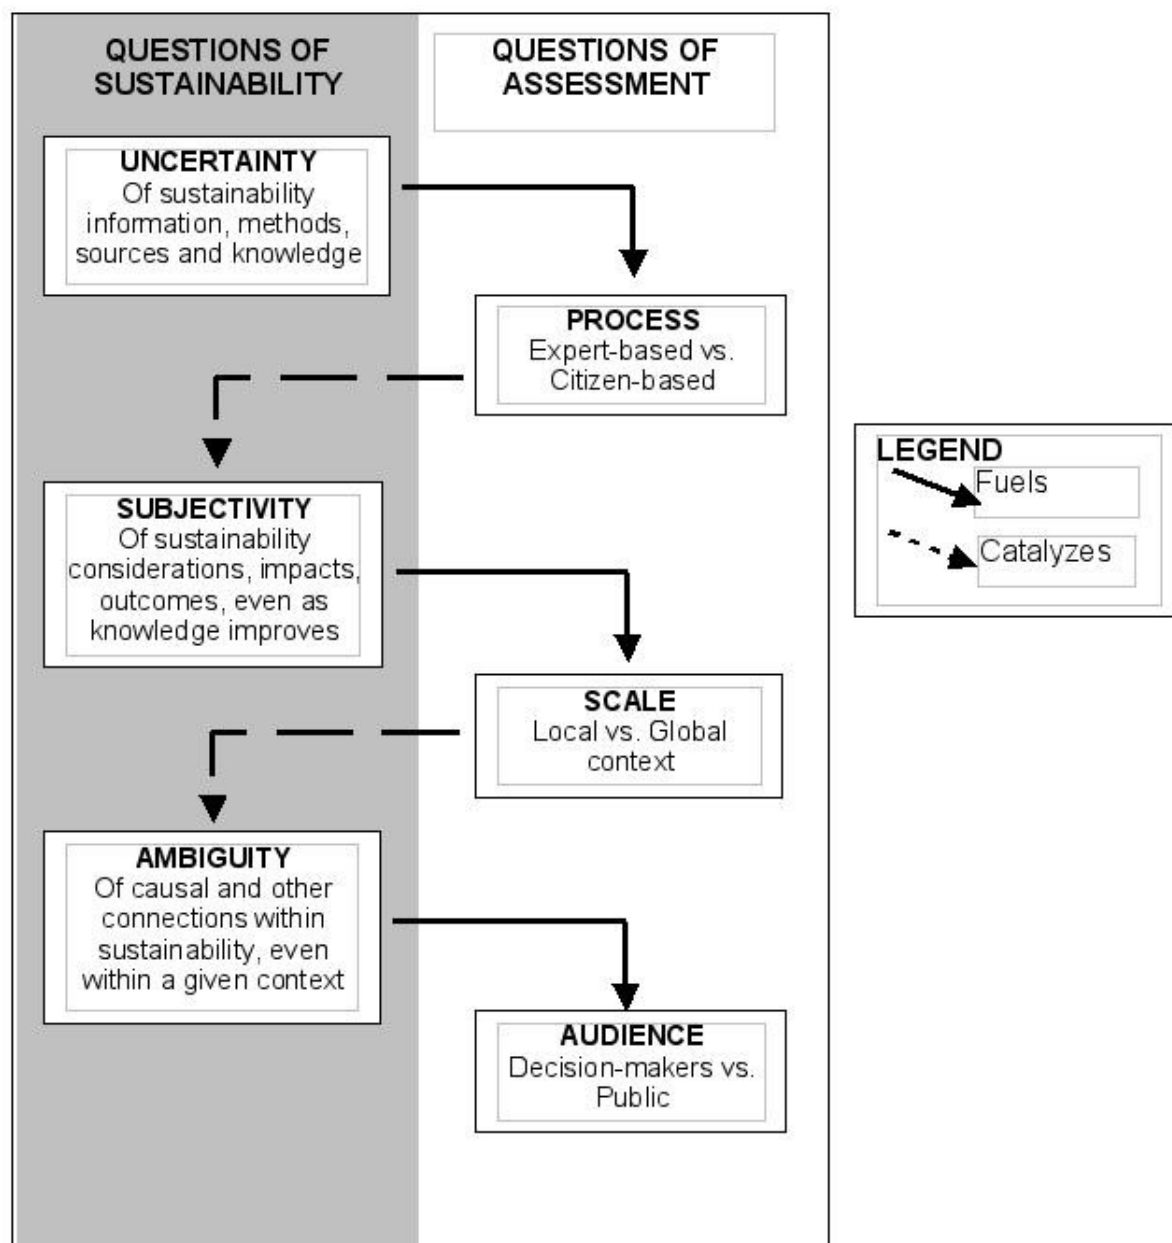 QUESTIONS OF
SUSTAINABILITY
QUESTIONS OF
ASSESSMENT
UNCERTAINTY
Of sustainability
information, methods,
sources and knowledge
PROCESS
Expert-based vs.
Citizen-based
SUBJECTIVITY
Of sustainability
considerations, impacts,
outcomes, even as
knowledge improves
SCALE
Local vs. Global
context
AMBIGUITY
Of causal and other
connections within
sustainability, even
within a given context
AUDIENCE
Decision-makers vs.
Public
LEGEND
Fuels
Catalyzes